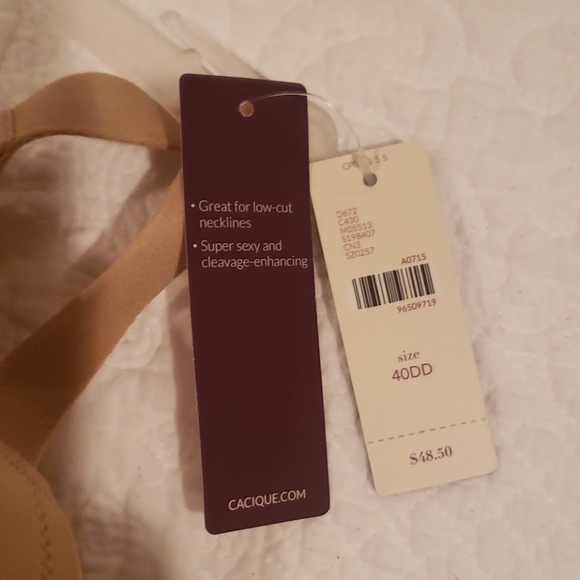 • Great for low-cut
necklines
• Super sexy and
cleavage-enhancing
CACIQUE.COM
D672
C430
M05513
S198407
CN3
SZ0257
A0715
96509719
size
40DD
$48.50